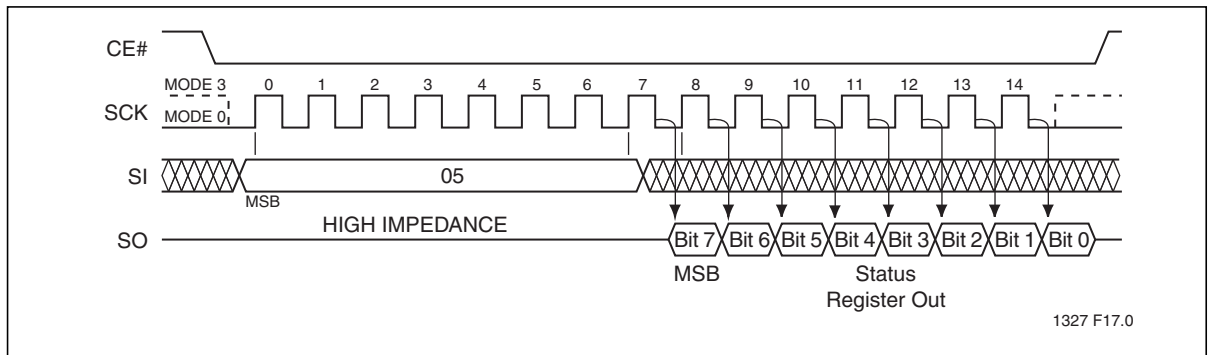 CE#
MODE 3 0 1 2 3 4 5 6 7 8 9 10 11 12 13 14
SCK
MODE 0
SI 05
MSB
HIGH IMPEDANCE
SO Bit 7 Bit 6 Bit 5 Bit 4 Bit 3 Bit 2 Bit 1 Bit 0
MSB Status
Register Out
1327 F17.0